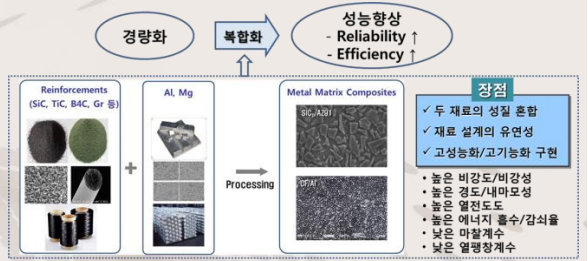 경량화
복합화
성능향상
- Reliability ↑
- Efficiency ↑
Reinforcements
(SiC, TiC, B4C, Gr 등)
Al, Mg
Processing
Metal Matrix Composites
SiCp/AZ91
CF/Al
장점
✓ 두 재료의 성질 혼합
✓ 재료 설계의 유연성
✓ 고성능화/고기능화 구현
• 높은 비강도/비강성
• 높은 경도/내마모성
• 높은 열전도도
• 높은 에너지 흡수/감쇠율
• 낮은 마찰계수
• 낮은 열팽창계수